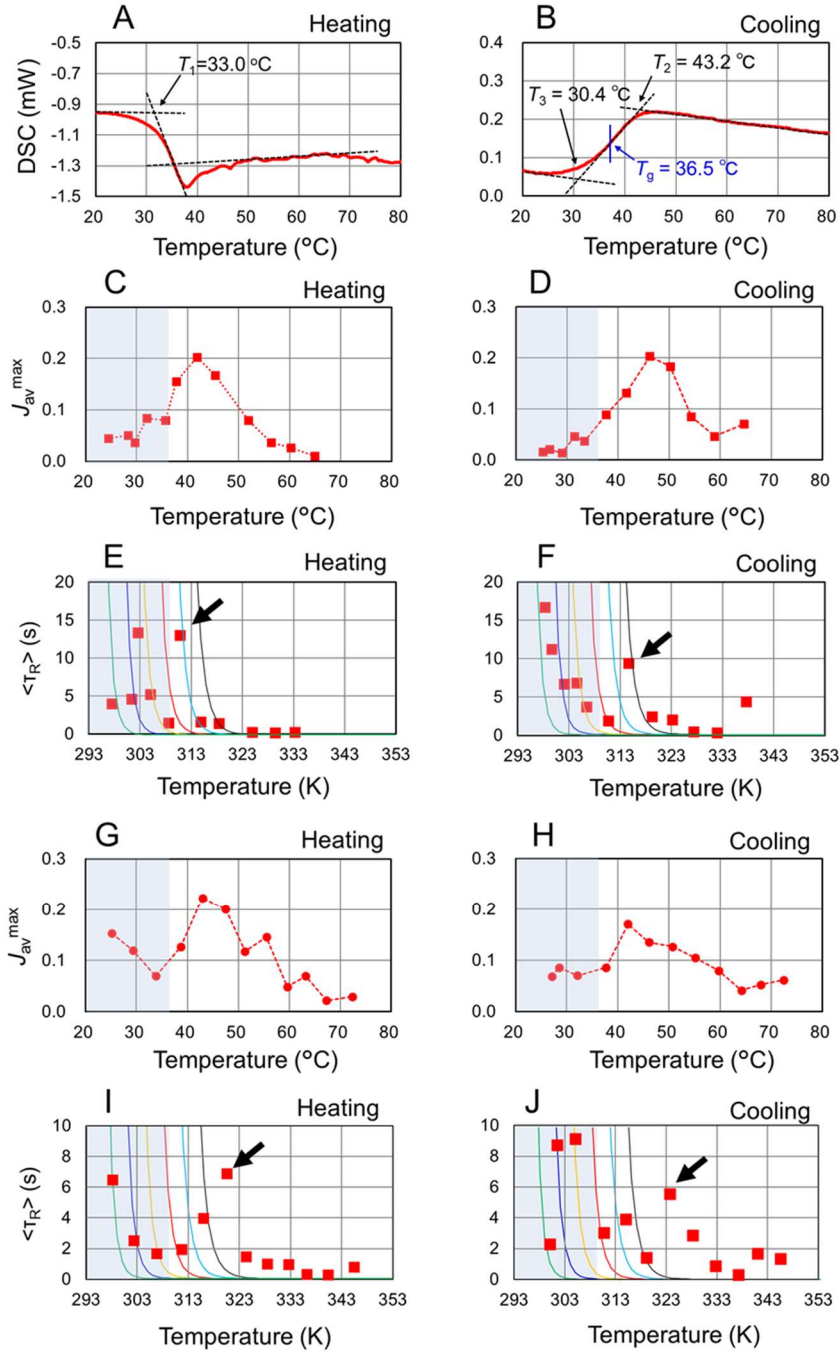 A
Heating
T1=33.0 °C
DSC (mW)
-0.5
-0.7
-0.9
-1.1
-1.3
-1.5
20 30 40 50 60 70 80
Temperature (°C)
B
Cooling
T2 = 43.2 °C
T3 = 30.4 °C
Tg = 36.5 °C
0.4
0.3
0.2
0.1
0.0
20 30 40 50 60 70 80
Temperature (°C)
C
Heating
Jav max
0.3
0.2
0.1
0.0
20 30 40 50 60 70 80
Temperature (°C)
D
Cooling
0.3
0.2
0.1
0.0
20 30 40 50 60 70 80
Temperature (°C)
E
Heating
<τR> (s)
20
15
10
5
0
293 303 313 323 333 343 353
Temperature (K)
F
Cooling
20
15
10
5
0
293 303 313 323 333 343 353
Temperature (K)
G
Heating
Jav max
0.3
0.2
0.1
0.0
20 30 40 50 60 70 80
Temperature (°C)
H
Cooling
0.3
0.2
0.1
0.0
20 30 40 50 60 70 80
Temperature (°C)
I
Heating
<τR> (s)
10
8
6
4
2
0
293 303 313 323 333 343 353
Temperature (K)
J
Cooling
10
8
6
4
2
0
293 303 313 323 333 343 353
Temperature (K)